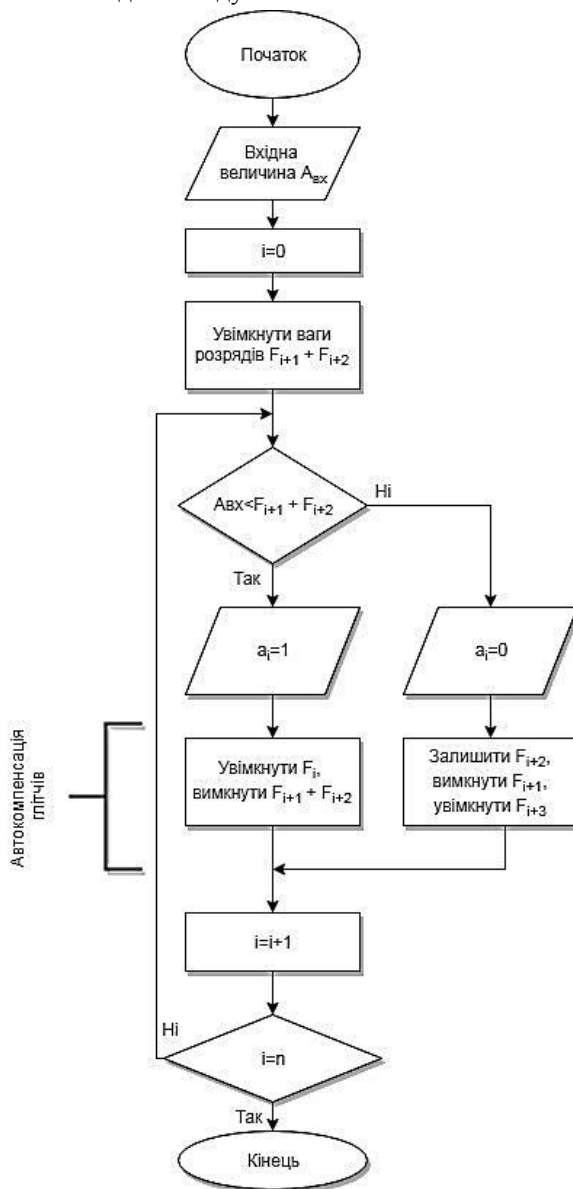 Початок
Вхідна
величина Aвх
i=0
Увімкнути ваги
розрядів Fi+1 + Fi+2
Aвх<Fi+1 + Fi+2
Ні
Так
ai=1
ai=0
Автокомпенсація
глітчів
Увімкнути Fi,
вимкнути Fi+1 + Fi+2
Залишити Fi+2,
вимкнути Fi+1,
увімкнути Fi+3
i=i+1
Ні
i=n
Так
Кінець